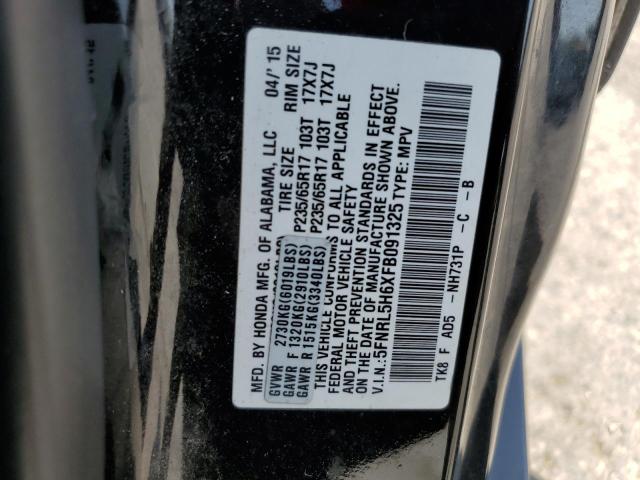 MFD. BY HONDA MFG. OF ALABAMA, LLC 04/'15
TIRE SIZE RIM SIZE
GVWR 2730KG(6019LBS)
GAWR F 1320KG(2910LBS) P235/65R17 103T 17X7J
GAWR R 1515KG(3340LBS) P235/65R17 103T 17X7J
THIS VEHICLE CONFORMS TO ALL APPLICABLE
FEDERAL MOTOR VEHICLE SAFETY
AND THEFT PREVENTION STANDARDS IN EFFECT
ON THE DATE OF MANUFACTURE SHOWN ABOVE.
V.I.N.:5FNRL5H6XFB091325 TYPE: MPV
TK8 F AD5 -NH731P -C -B